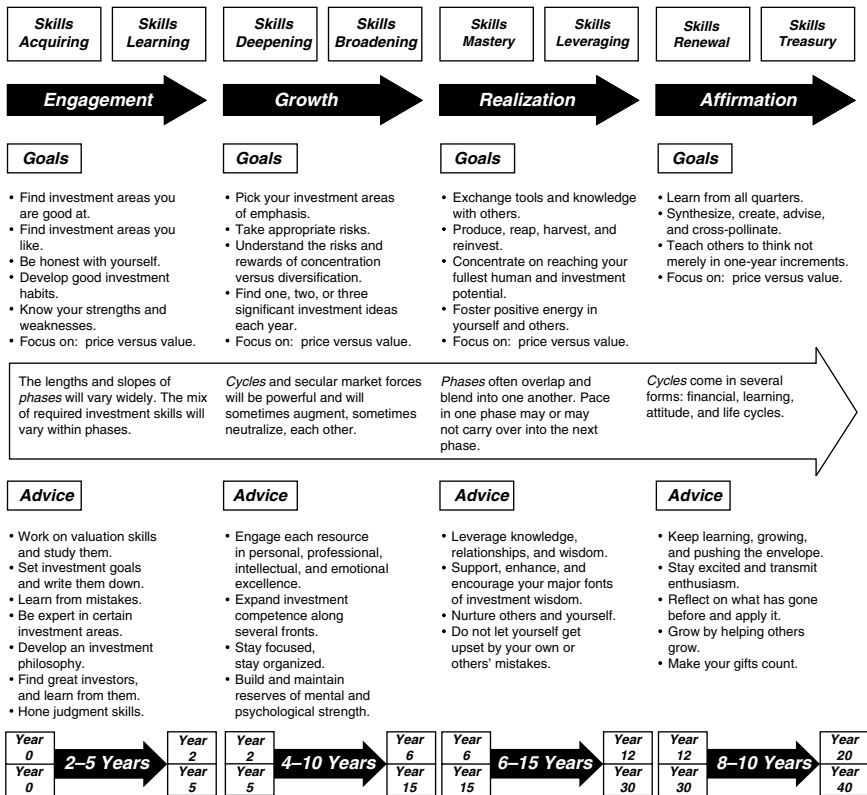 Skills
Acquiring
Skills
Learning
Skills
Deepening
Skills
Broadening
Skills
Mastery
Skills
Leveraging
Skills
Renewal
Skills
Treasury
Engagement
Growth
Realization
Affirmation
Goals
• Find investment areas you
are good at.
• Find investment areas you
like.
• Be honest with yourself.
• Develop good investment
habits.
• Know your strengths and
weaknesses.
• Focus on: price versus value.
Goals
• Pick your investment areas
of emphasis.
• Take appropriate risks.
• Understand the risks and
rewards of concentration
versus diversification.
• Find one, two, or three
significant investment ideas
each year.
• Focus on: price versus value.
Goals
• Exchange tools and knowledge
with others.
• Produce, reap, harvest, and
reinvest.
• Concentrate on reaching your
fullest human and investment
potential.
• Foster positive energy in
yourself and others.
• Focus on: price versus value.
Goals
• Learn from all quarters.
• Synthesize, create, advise,
and cross-pollinate.
• Teach others to think not
merely in one-year increments.
• Focus on: price versus value.
The lengths and slopes of
phases will vary widely. The mix
of required investment skills will
vary within phases.
Cycles and secular market forces
will be powerful and will
sometimes augment, sometimes
neutralize, each other.
Phases often overlap and
blend into one another. Pace
in one phase may or may
not carry over into the next
phase.
Cycles come in several
forms: financial, learning,
attitude, and life cycles.
Advice
• Work on valuation skills
and study them.
• Set investment goals
and write them down.
• Learn from mistakes.
• Be expert in certain
investment areas.
• Develop an investment
philosophy.
• Find great investors,
and learn from them.
• Hone judgment skills.
Advice
• Engage each resource
in personal, professional,
intellectual, and emotional
excellence.
• Expand investment
competence along
several fronts.
• Stay focused,
stay organized.
• Build and maintain
reserves of mental and
psychological strength.
Advice
• Leverage knowledge,
relationships, and wisdom.
• Support, enhance, and
encourage your major fonts
of investment wisdom.
• Nurture others and yourself.
• Do not let yourself get
upset by your own or
others’ mistakes.
Advice
• Keep learning, growing,
and pushing the envelope.
• Stay excited and transmit
enthusiasm.
• Reflect on what has gone
before and apply it.
• Grow by helping others
grow.
• Make your gifts count.
Year
0
Year
0
2–5 Years
Year
2
Year
5
Year
2
Year
5
4–10 Years
Year
6
Year
15
Year
6
Year
15
6–15 Years
Year
12
Year
30
Year
12
Year
30
8–10 Years
Year
20
Year
40